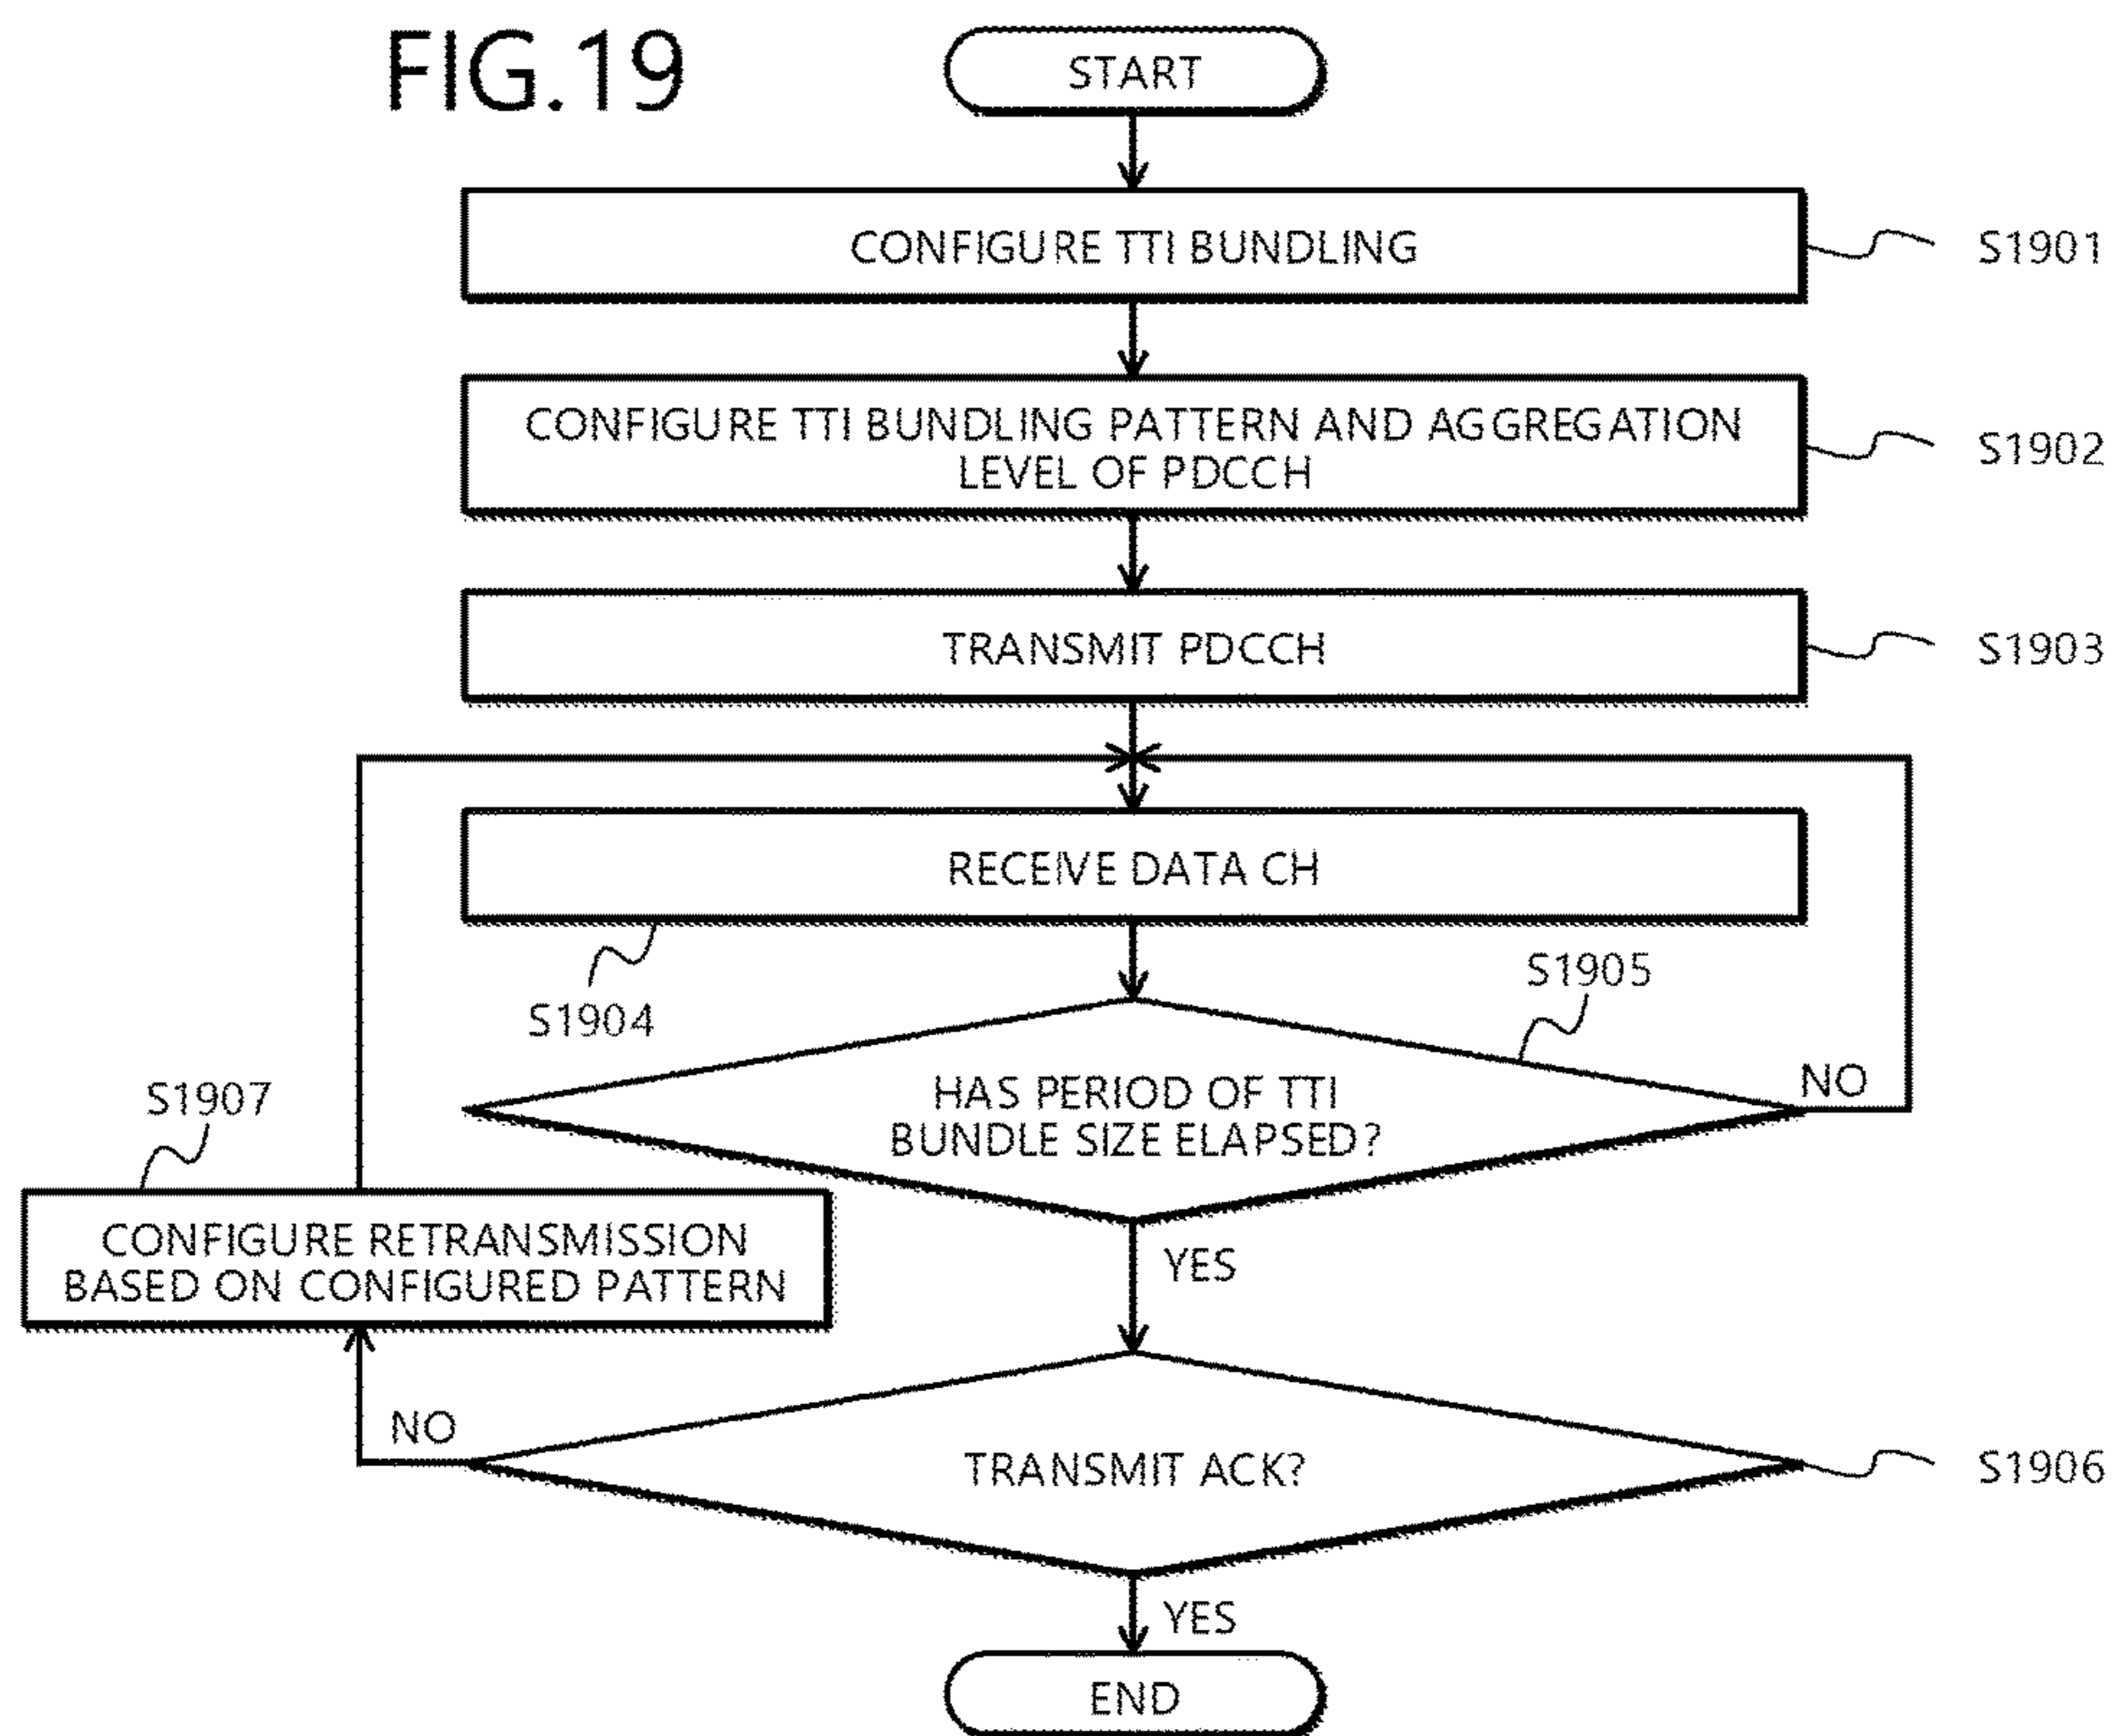 FIG.19
START
CONFIGURE TTI BUNDLING
S1901
CONFIGURE TTI BUNDLING PATTERN AND AGGREGATION
LEVEL OF PDCCH
S1902
TRANSMIT PDCCH
S1903
RECEIVE DATA CH
S1904
S1905
HAS PERIOD OF TTI
BUNDLE SIZE ELAPSED?
NO
YES
S1907
CONFIGURE RETRANSMISSION
BASED ON CONFIGURED PATTERN
NO
TRANSMIT ACK?
S1906
YES
END